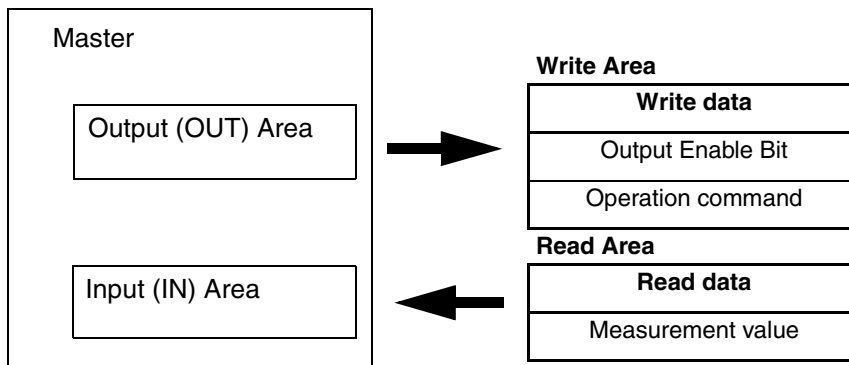 Master
Output (OUT) Area
Input (IN) Area
Write Area
Write data
Output Enable Bit
Operation command
Read Area
Read data
Measurement value